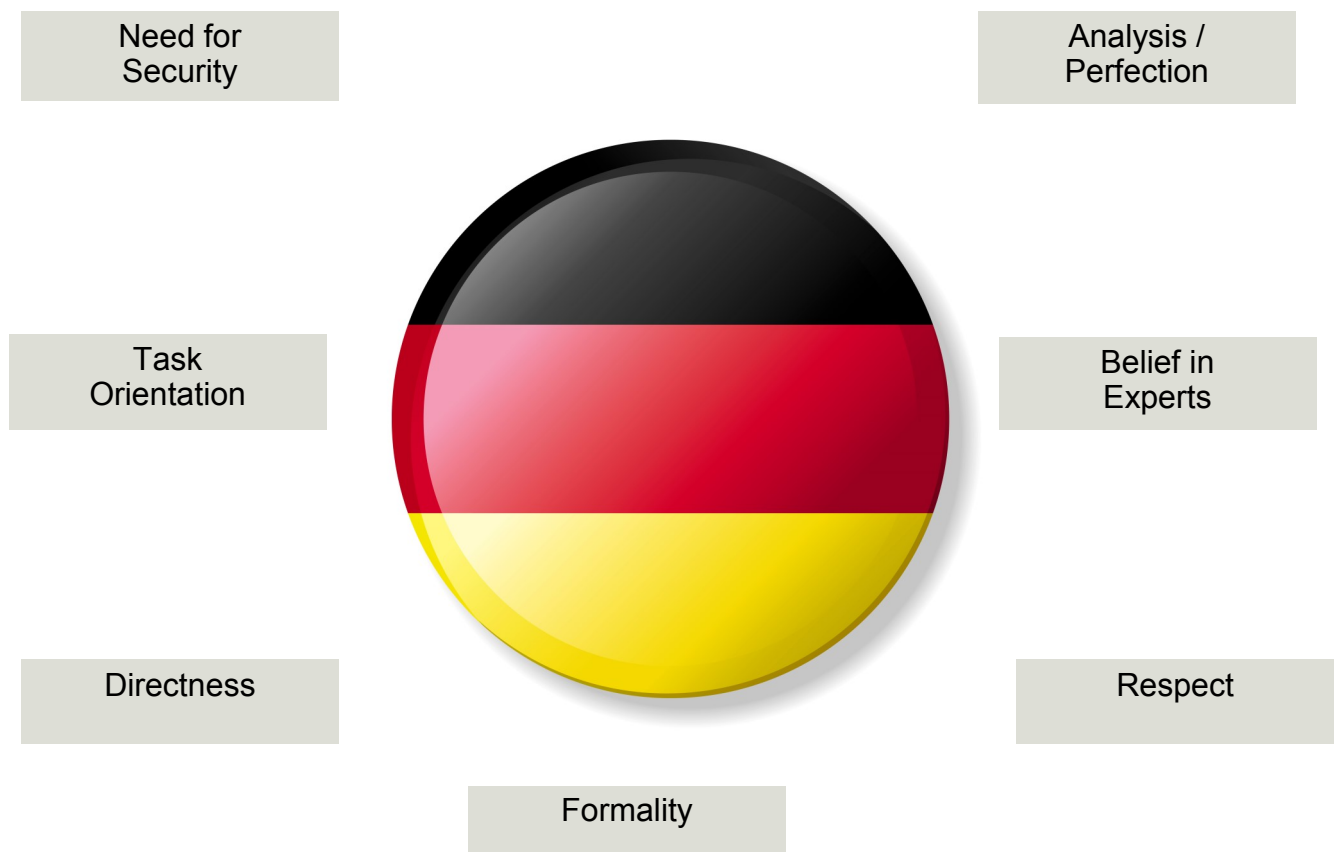 Need for
Security
Analysis /
Perfection
Task
Orientation
Belief in
Experts
Directness
Respect
Formality